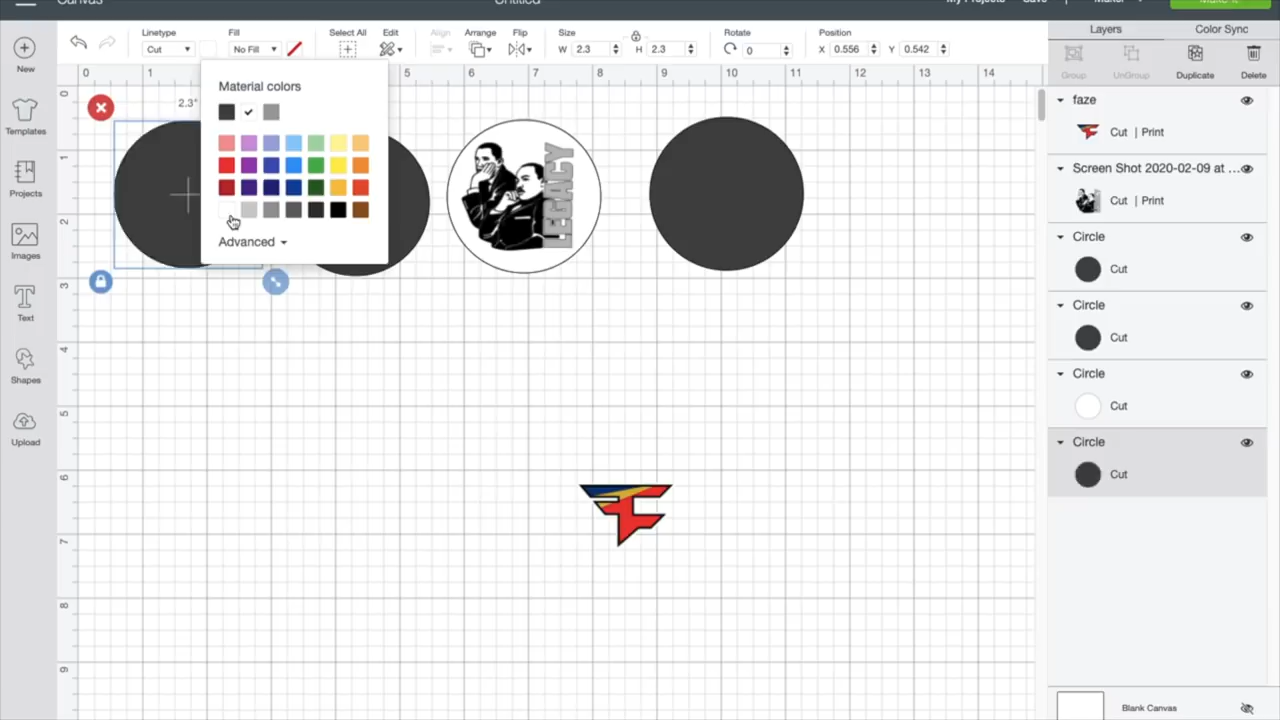 Canvas
Untitled
My Projects
Save
Maker
Make It
New
Templates
Projects
Images
Text
Shapes
Upload
Linetype
Cut
Fill
No Fill
Select All
Edit
Align
Arrange
Flip
Size
W 2.3
H 2.3
Rotate
0
Position
X 0.556
Y 0.542
0 1 5 6 7 8 9 10 11 12 13 14
0
1
2
3
4
5
6
7
8
9
2.3"
Material colors
Advanced
LEGACY
Layers
Color Sync
Group
UnGroup
Duplicate
Delete
faze
Cut | Print
Screen Shot 2020-02-09 at ...
Cut | Print
Circle
Cut
Circle
Cut
Circle
Cut
Circle
Cut
Blank Canvas